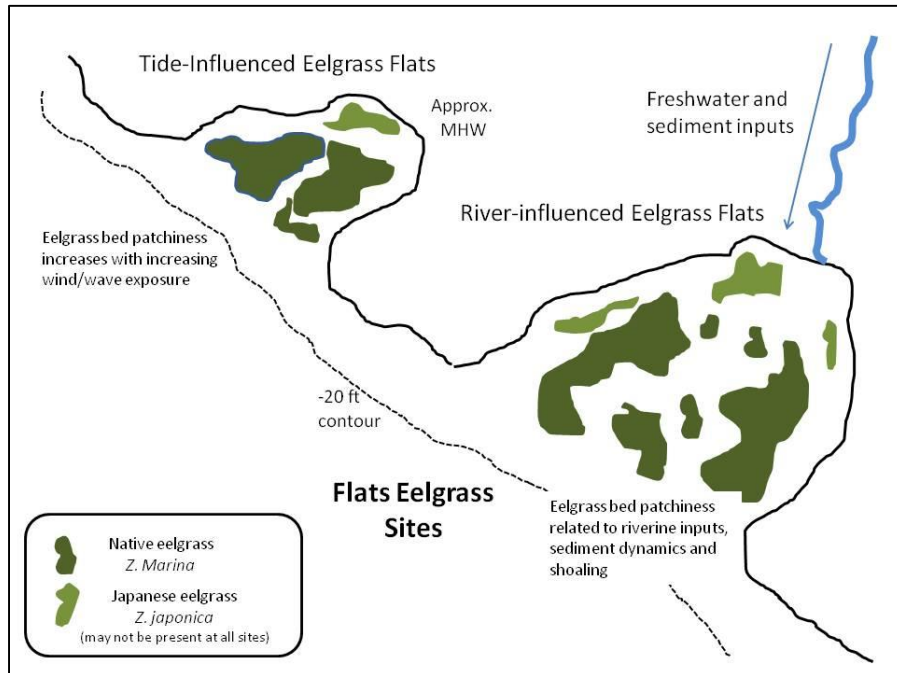 Tide-Influenced Eelgrass Flats
Approx.
MHW
Freshwater and
sediment inputs
River-influenced Eelgrass Flats
Eelgrass bed patchiness
increases with increasing
wind/wave exposure
-20 ft
contour
Flats Eelgrass
Sites
Eelgrass bed patchiness
related to riverine inputs,
sediment dynamics and
shoaling
Native eelgrass
Z. Marina
Japanese eelgrass
Z. japonica
(may not be present at all sites)